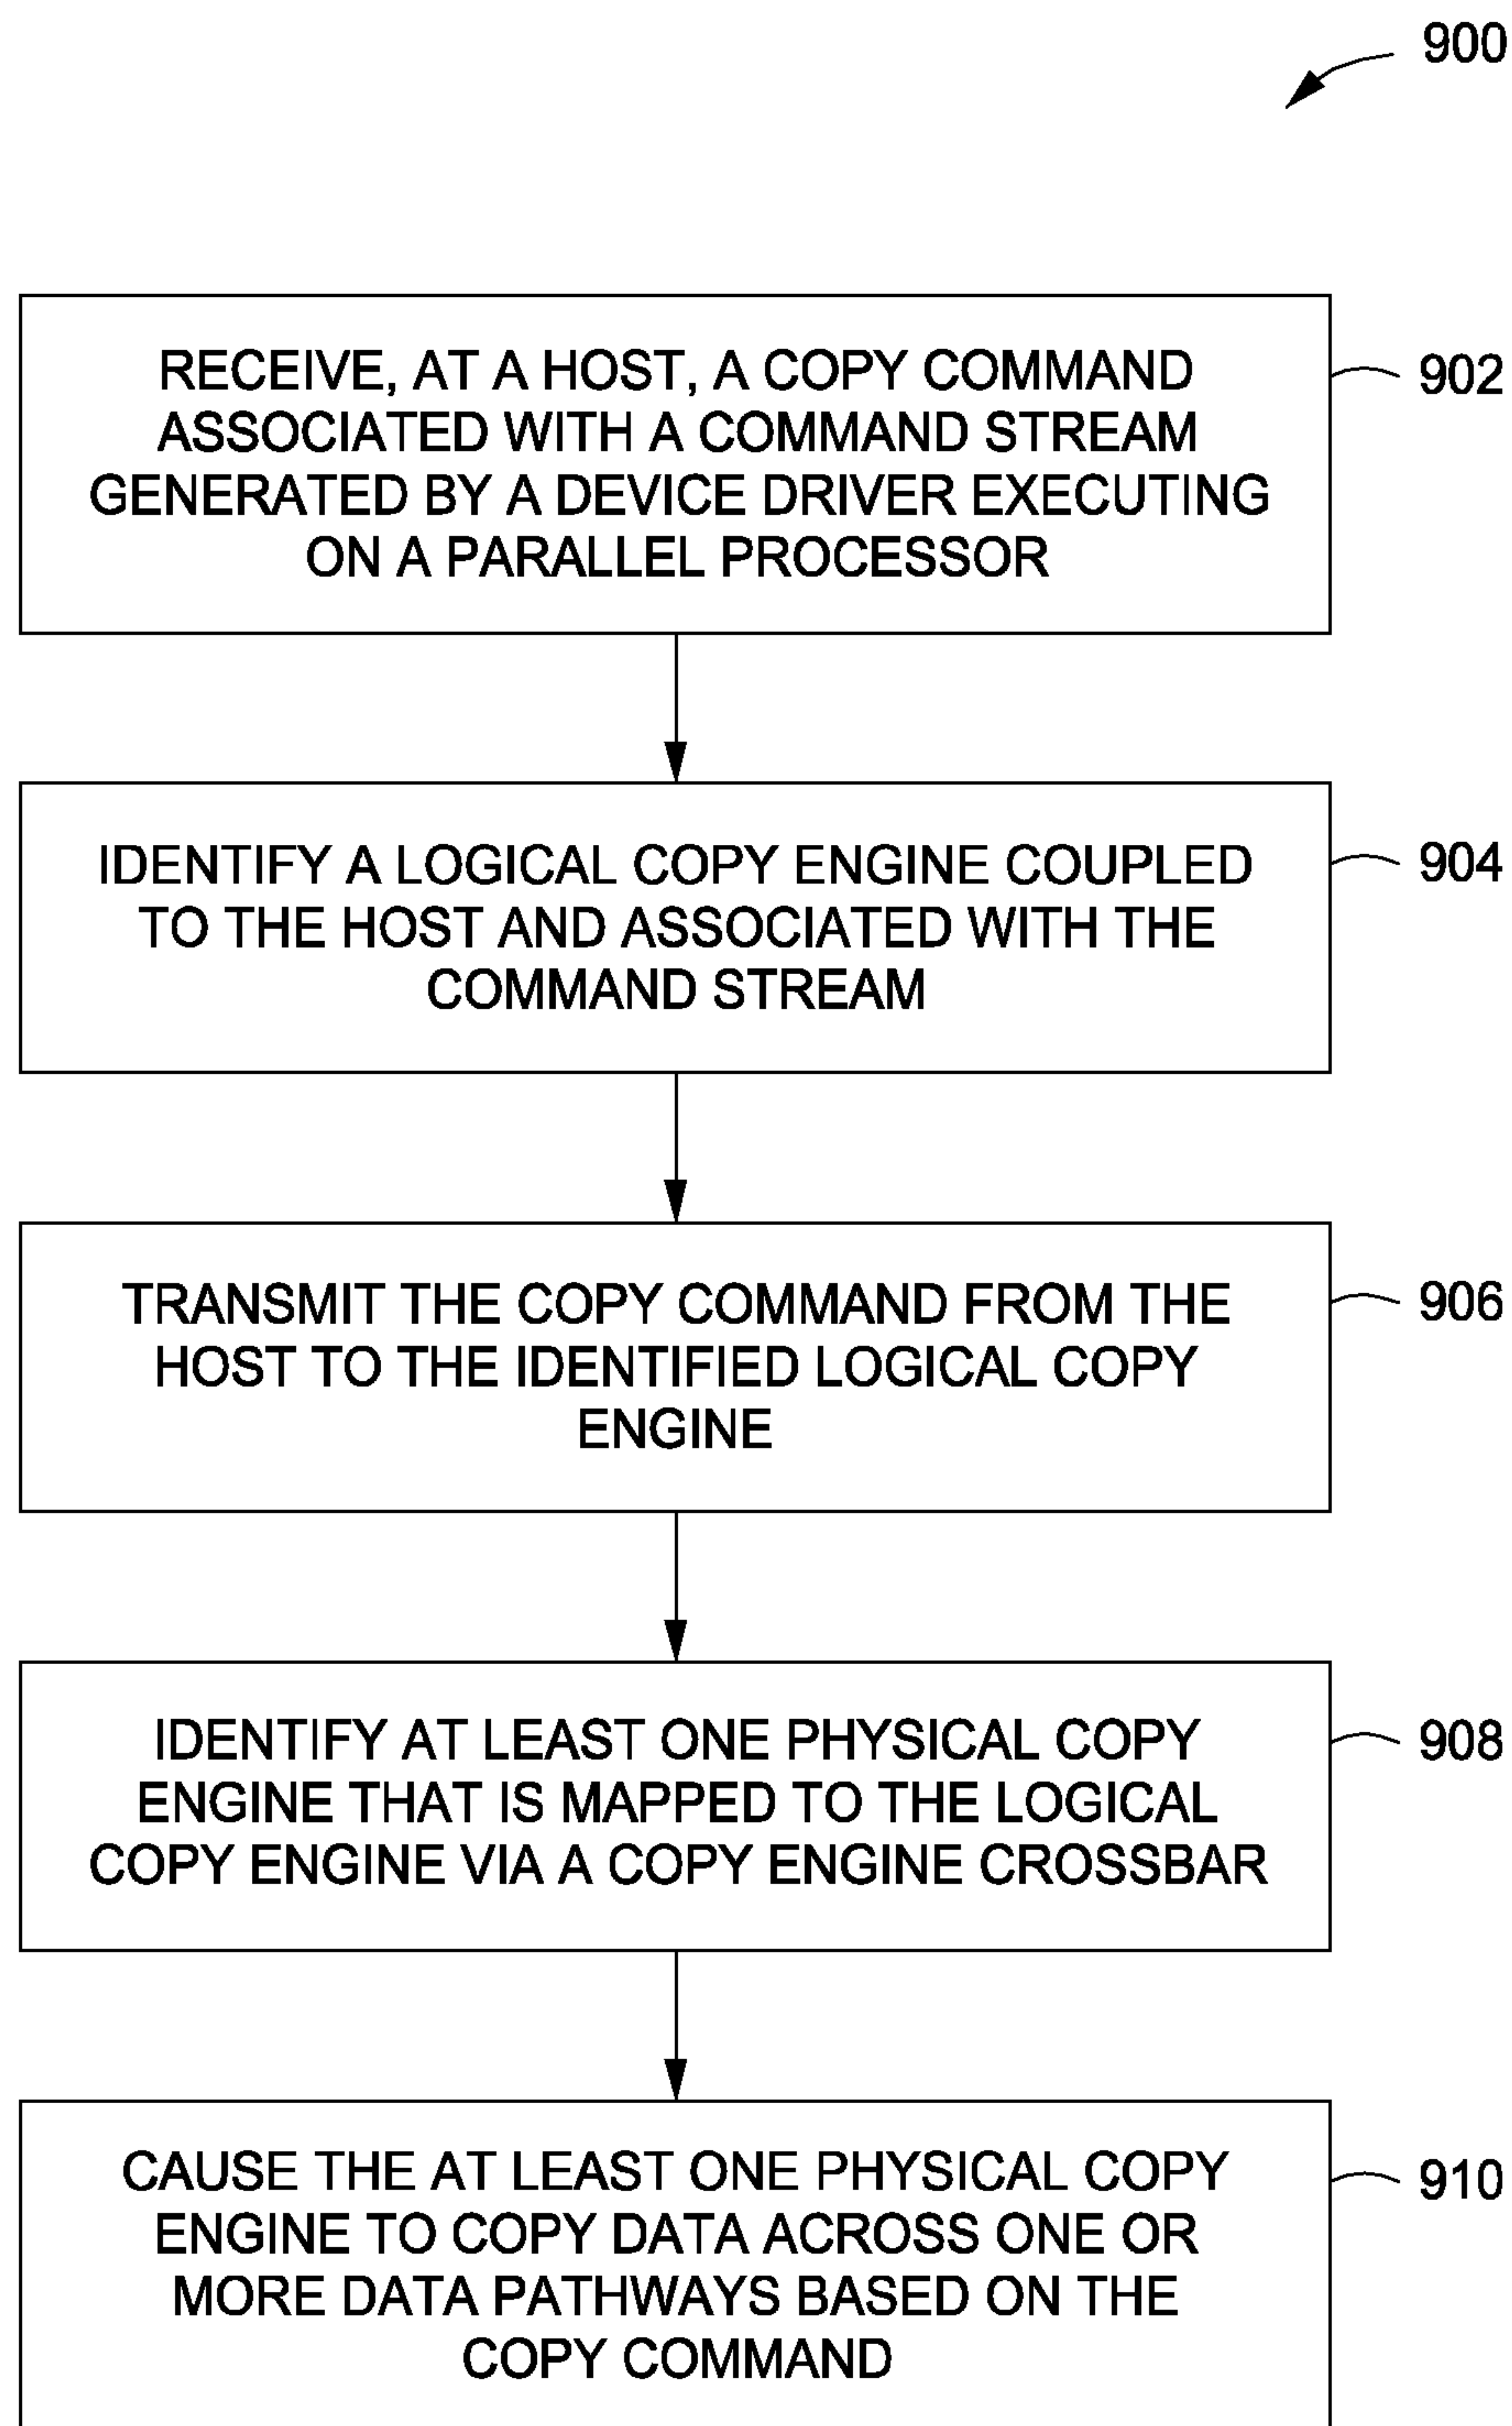 900
RECEIVE, AT A HOST, A COPY COMMAND
ASSOCIATED WITH A COMMAND STREAM
GENERATED BY A DEVICE DRIVER EXECUTING
ON A PARALLEL PROCESSOR
902
IDENTIFY A LOGICAL COPY ENGINE COUPLED
TO THE HOST AND ASSOCIATED WITH THE
COMMAND STREAM
904
TRANSMIT THE COPY COMMAND FROM THE
HOST TO THE IDENTIFIED LOGICAL COPY
ENGINE
906
IDENTIFY AT LEAST ONE PHYSICAL COPY
ENGINE THAT IS MAPPED TO THE LOGICAL
COPY ENGINE VIA A COPY ENGINE CROSSBAR
908
CAUSE THE AT LEAST ONE PHYSICAL COPY
ENGINE TO COPY DATA ACROSS ONE OR
MORE DATA PATHWAYS BASED ON THE
COPY COMMAND
910